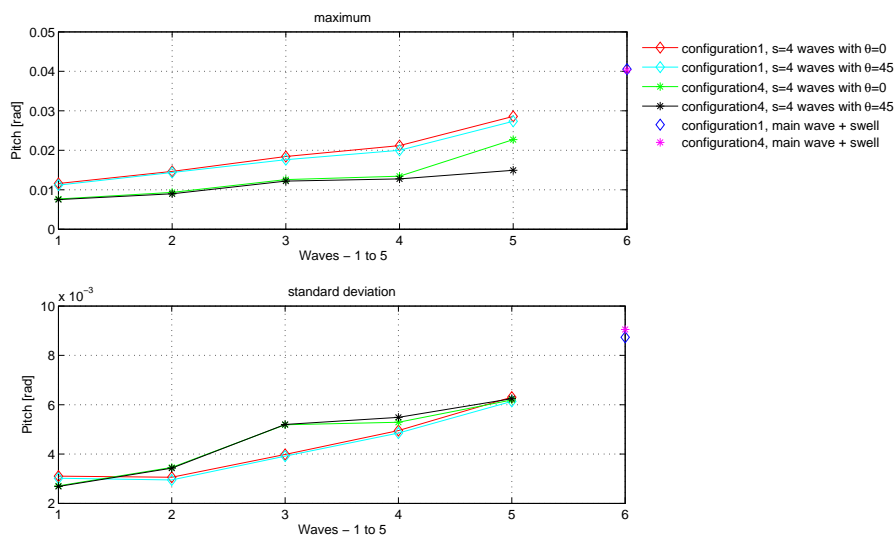 maximum
0.05
0.04
0.03
0.02
0.01
0
Pitch [rad]
1 2 3 4 5 6
Waves − 1 to 5
configuration1, s=4 waves with θ=0
configuration1, s=4 waves with θ=45
configuration4, s=4 waves with θ=0
configuration4, s=4 waves with θ=45
configuration1, main wave + swell
configuration4, main wave + swell
x 10⁻³
standard deviation
10
8
6
4
2
Pitch [rad]
1 2 3 4 5 6
Waves − 1 to 5